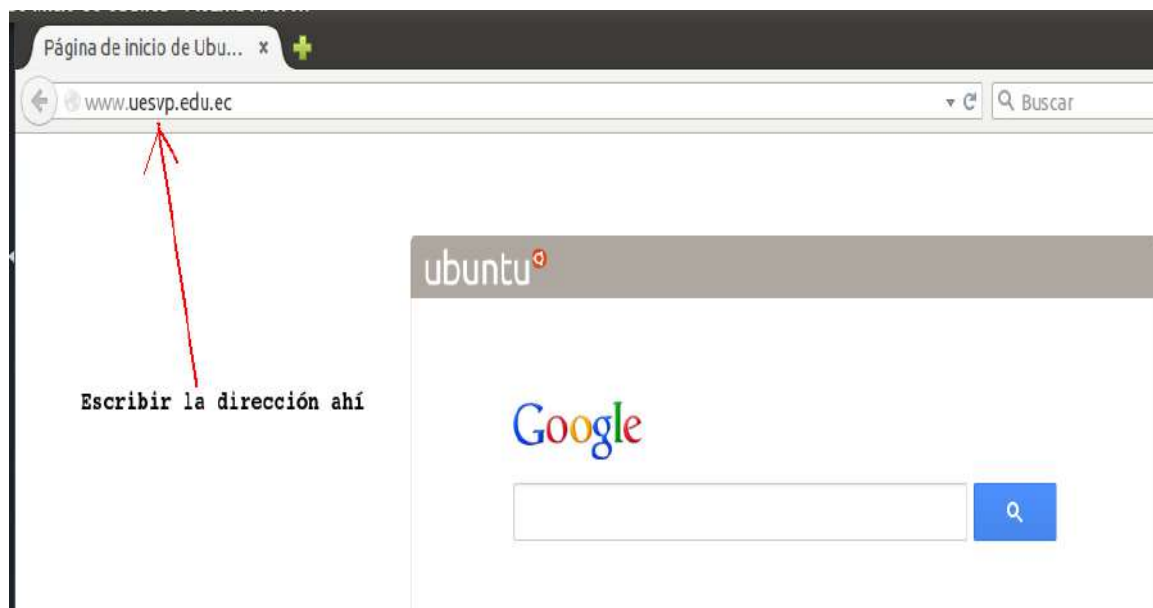 Página de inicio de Ubu...
www.uesvp.edu.ec
Buscar
ubuntu
Escribir la dirección ahí
Google